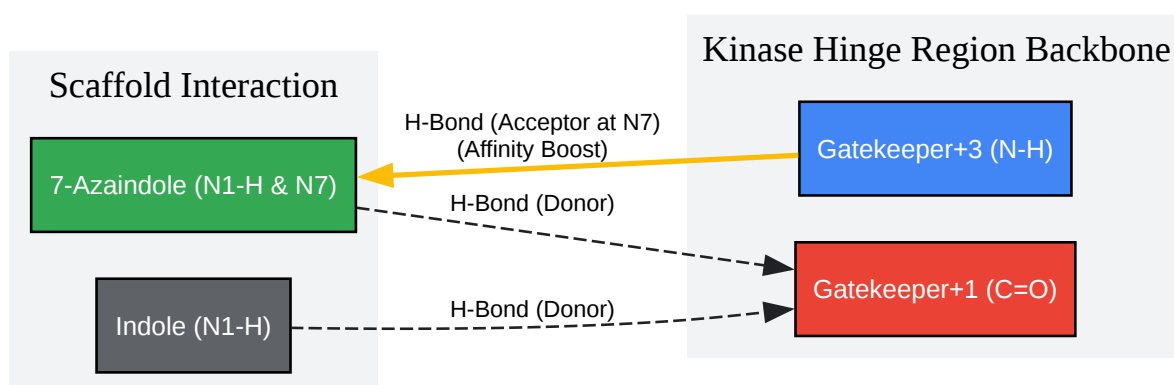 Scaffold Interaction
Kinase Hinge Region Backbone
7-Azaindole (N1-H & N7)
Indole (N1-H)
H-Bond (Acceptor at N7)
(Affinity Boost)
H-Bond (Donor)
H-Bond (Donor)
Gatekeeper+3 (N-H)
Gatekeeper+1 (C=O)